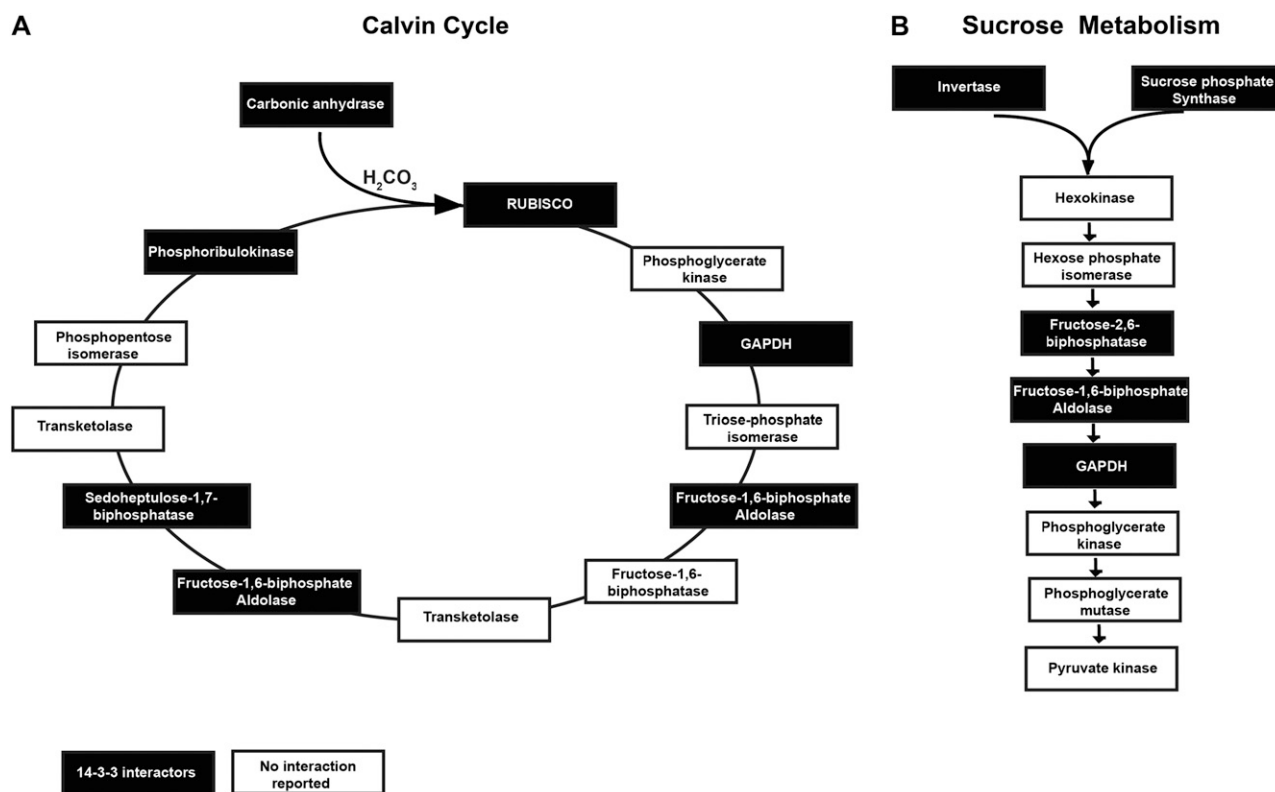 A
Calvin Cycle
Carbonic anhydrase
H₂CO₃
RUBISCO
Phosphoribulokinase
Phosphoglycerate
kinase
Phosphopentose
isomerase
GAPDH
Transketolase
Triose-phosphate
isomerase
Sedoheptulose-1,7-
biphosphatase
Fructose-1,6-biphosphate
Aldolase
Fructose-1,6-biphosphate
Aldolase
Fructose-1,6-
biphosphatase
Transketolase
14-3-3 interactors
No interaction
reported
B
Sucrose Metabolism
Invertase
Sucrose phosphate
Synthase
Hexokinase
Hexose phosphate
isomerase
Fructose-2,6-
biphosphatase
Fructose-1,6-biphosphate
Aldolase
GAPDH
Phosphoglycerate
kinase
Phosphoglycerate
mutase
Pyruvate kinase